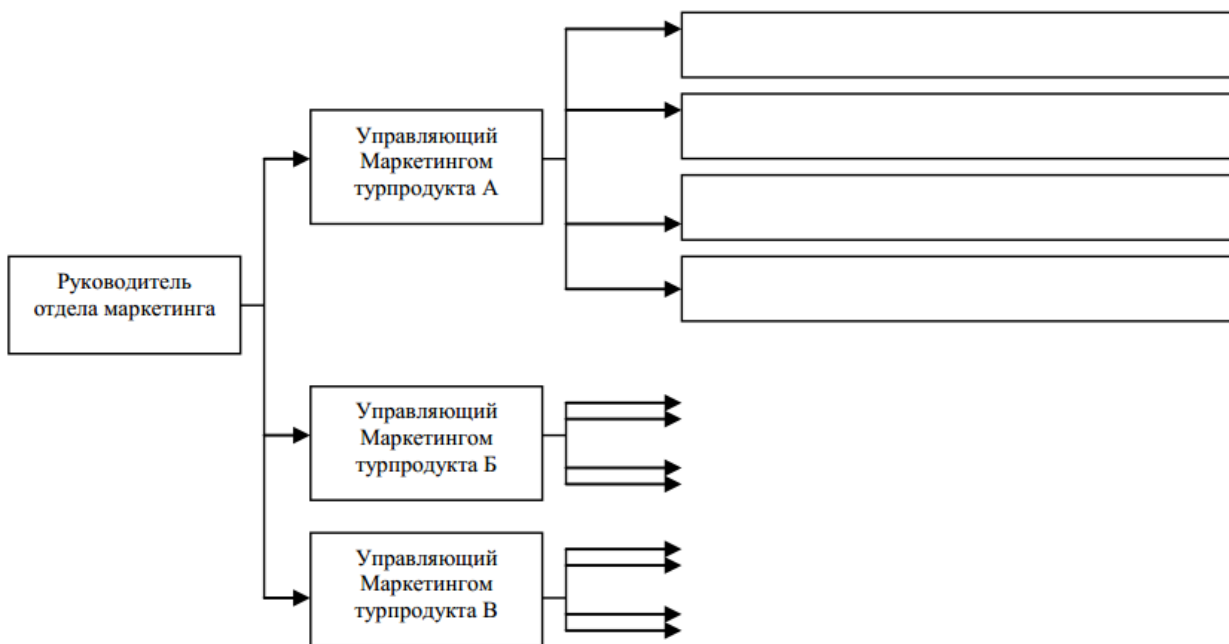 Управляющий
Маркетингом
турпродукта А
Руководитель
отдела маркетинга
Управляющий
Маркетингом
турпродукта Б
Управляющий
Маркетингом
турпродукта В